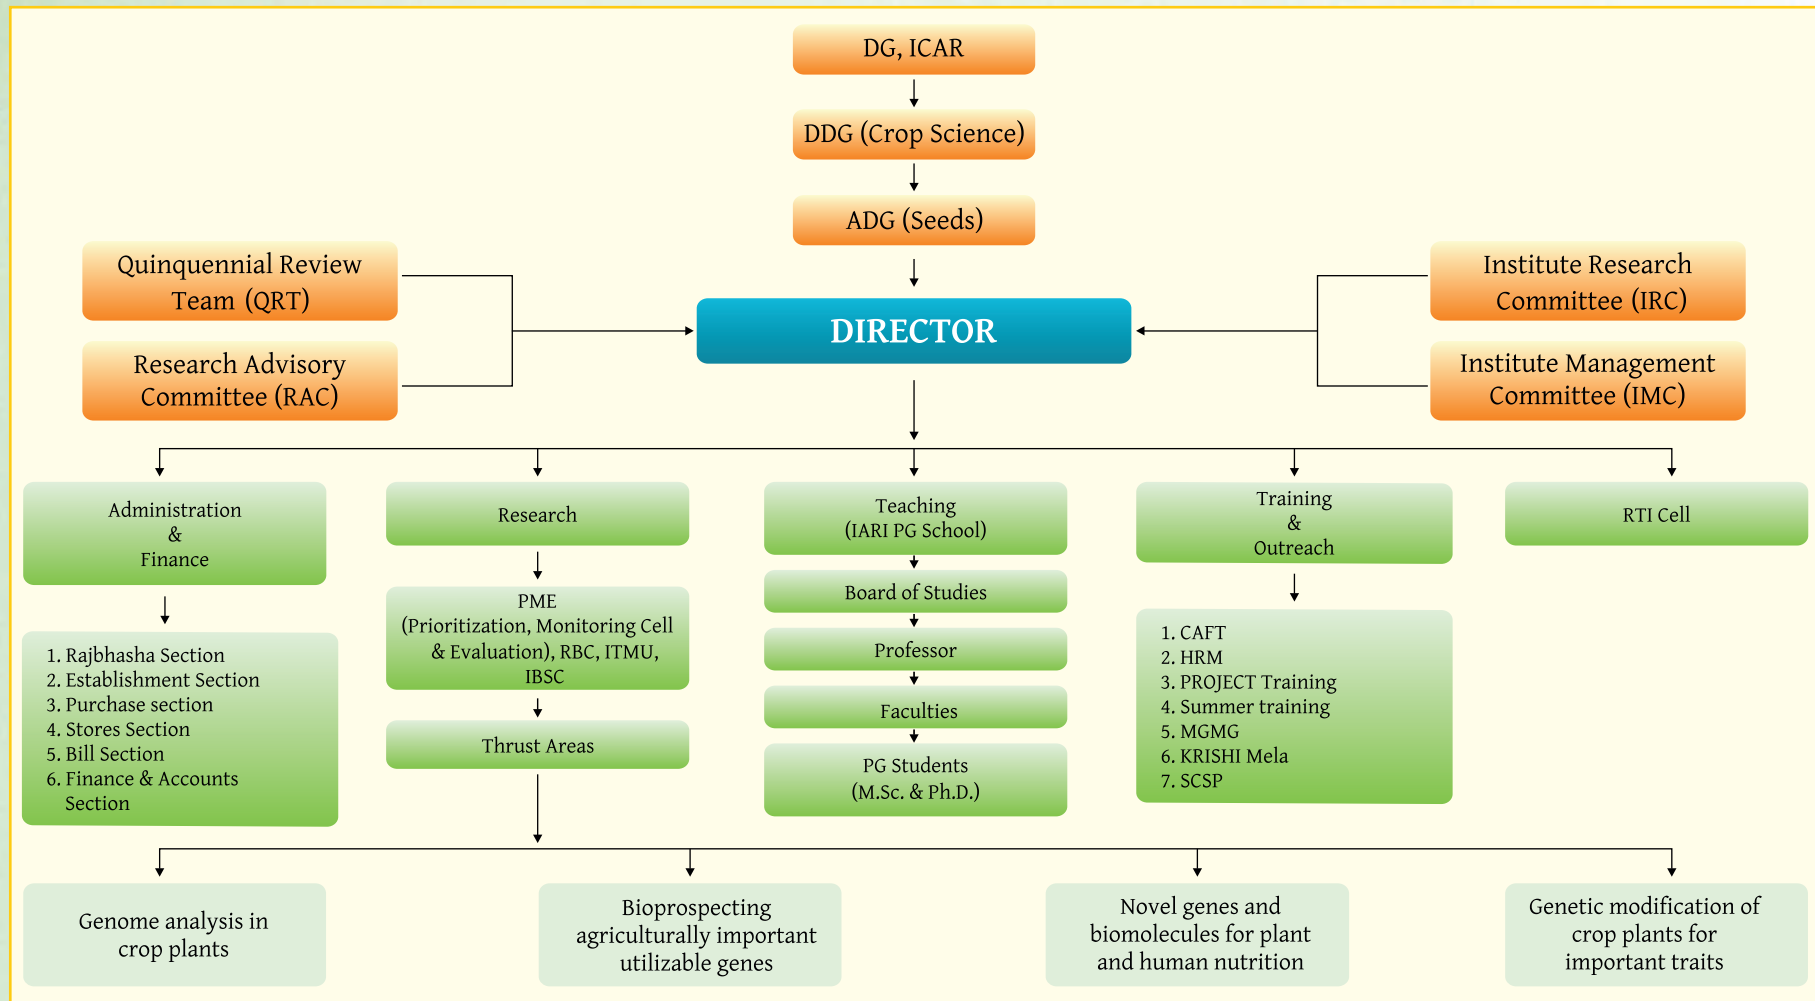 DG, ICAR
DDG (Crop Science)
ADG (Seeds)
Quinquennial Review
Team (QRT)
Research Advisory
Committee (RAC)
DIRECTOR
Institute Research
Committee (IRC)
Institute Management
Committee (IMC)
Administration
&
Finance
1. Rajbhasha Section
2. Establishment Section
3. Purchase section
4. Stores Section
5. Bill Section
6. Finance & Accounts
Section
Research
PME
(Prioritization, Monitoring Cell
& Evaluation), RBC, ITMU,
IBSC
Thrust Areas
Teaching
(IARI PG School)
Board of Studies
Professor
Faculties
PG Students
(M.Sc. & Ph.D.)
Training
&
Outreach
1. CAFT
2. HRM
3. PROJECT Training
4. Summer training
5. MGMG
6. KRISHI Mela
7. SCSP
RTI Cell
Genome analysis in
crop plants
Bioprospecting
agriculturally important
utilizable genes
Novel genes and
biomolecules for plant
and human nutrition
Genetic modification of
crop plants for
important traits